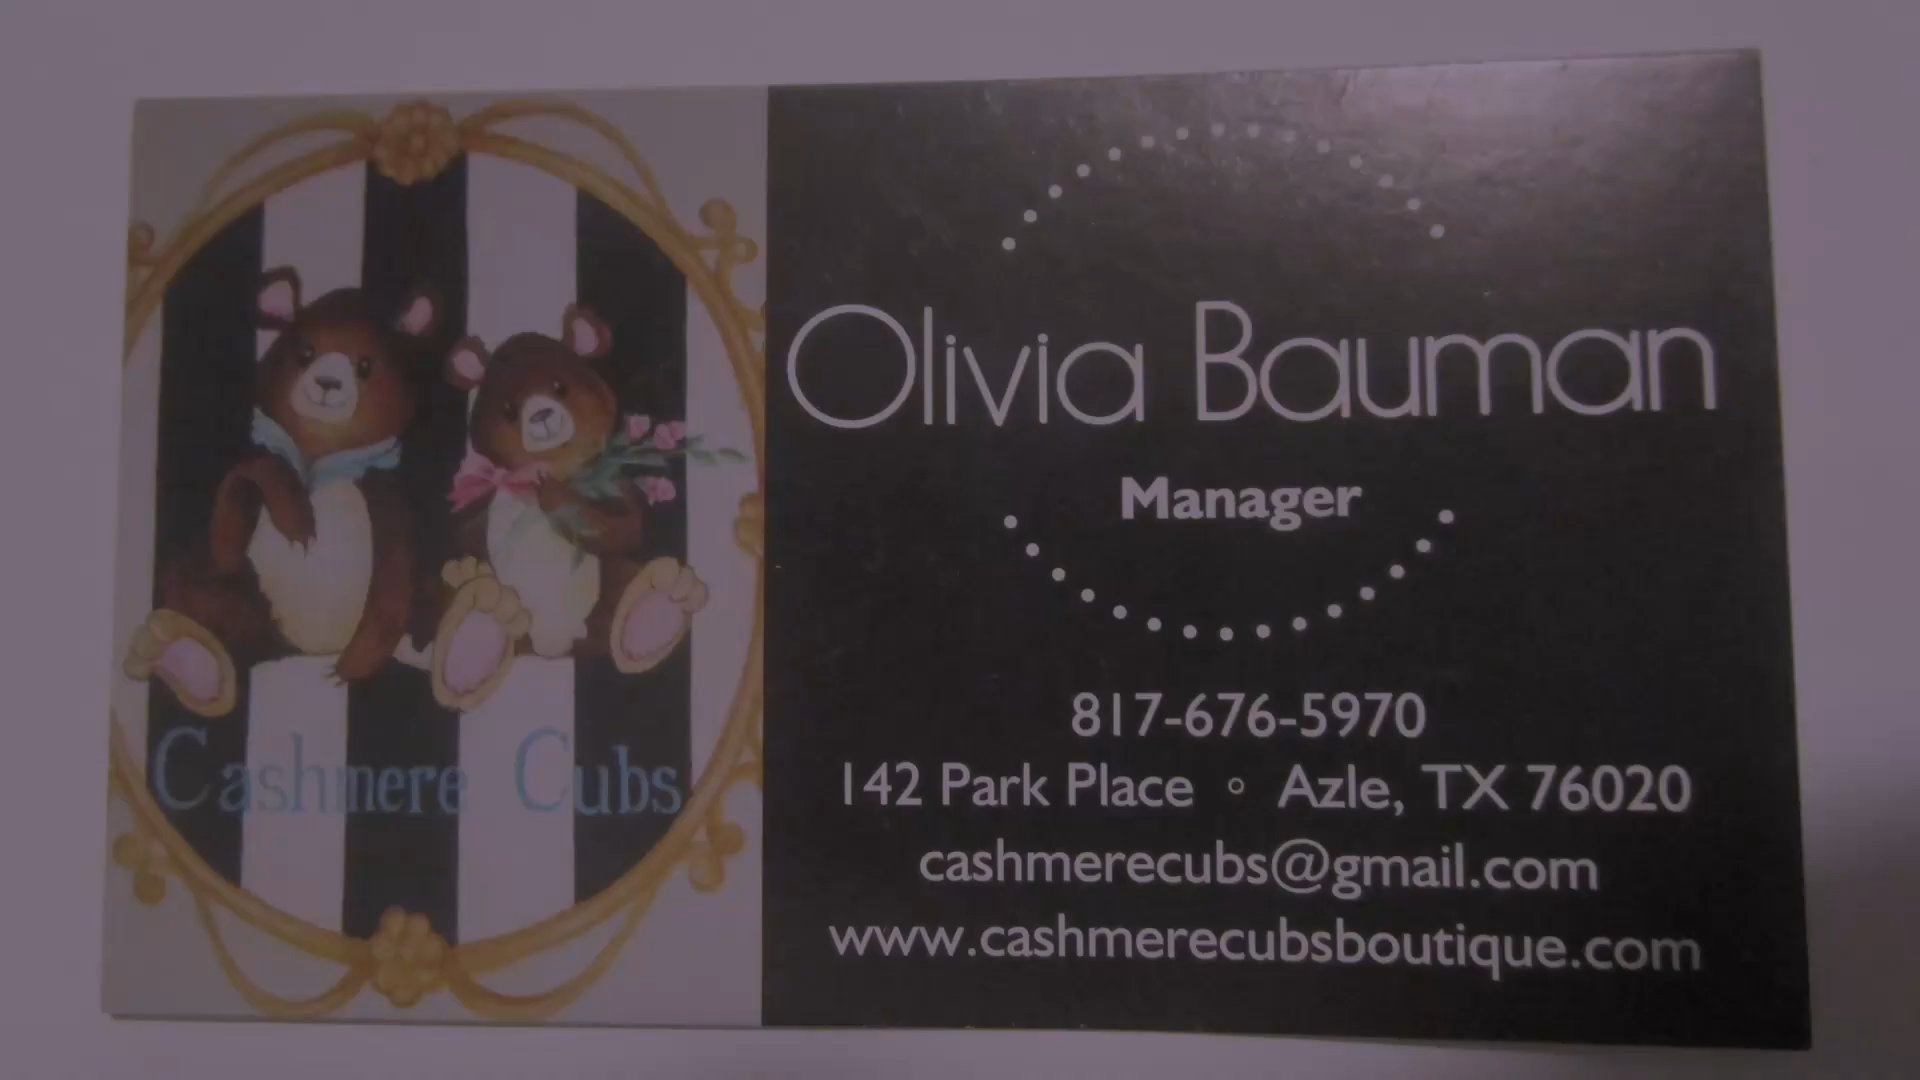 Cashmere Cubs
Olivia Bauman
Manager
817-676-5970
142 Park Place ◦ Azle, TX 76020
cashmerecubs@gmail.com
www.cashmerecubsboutique.com